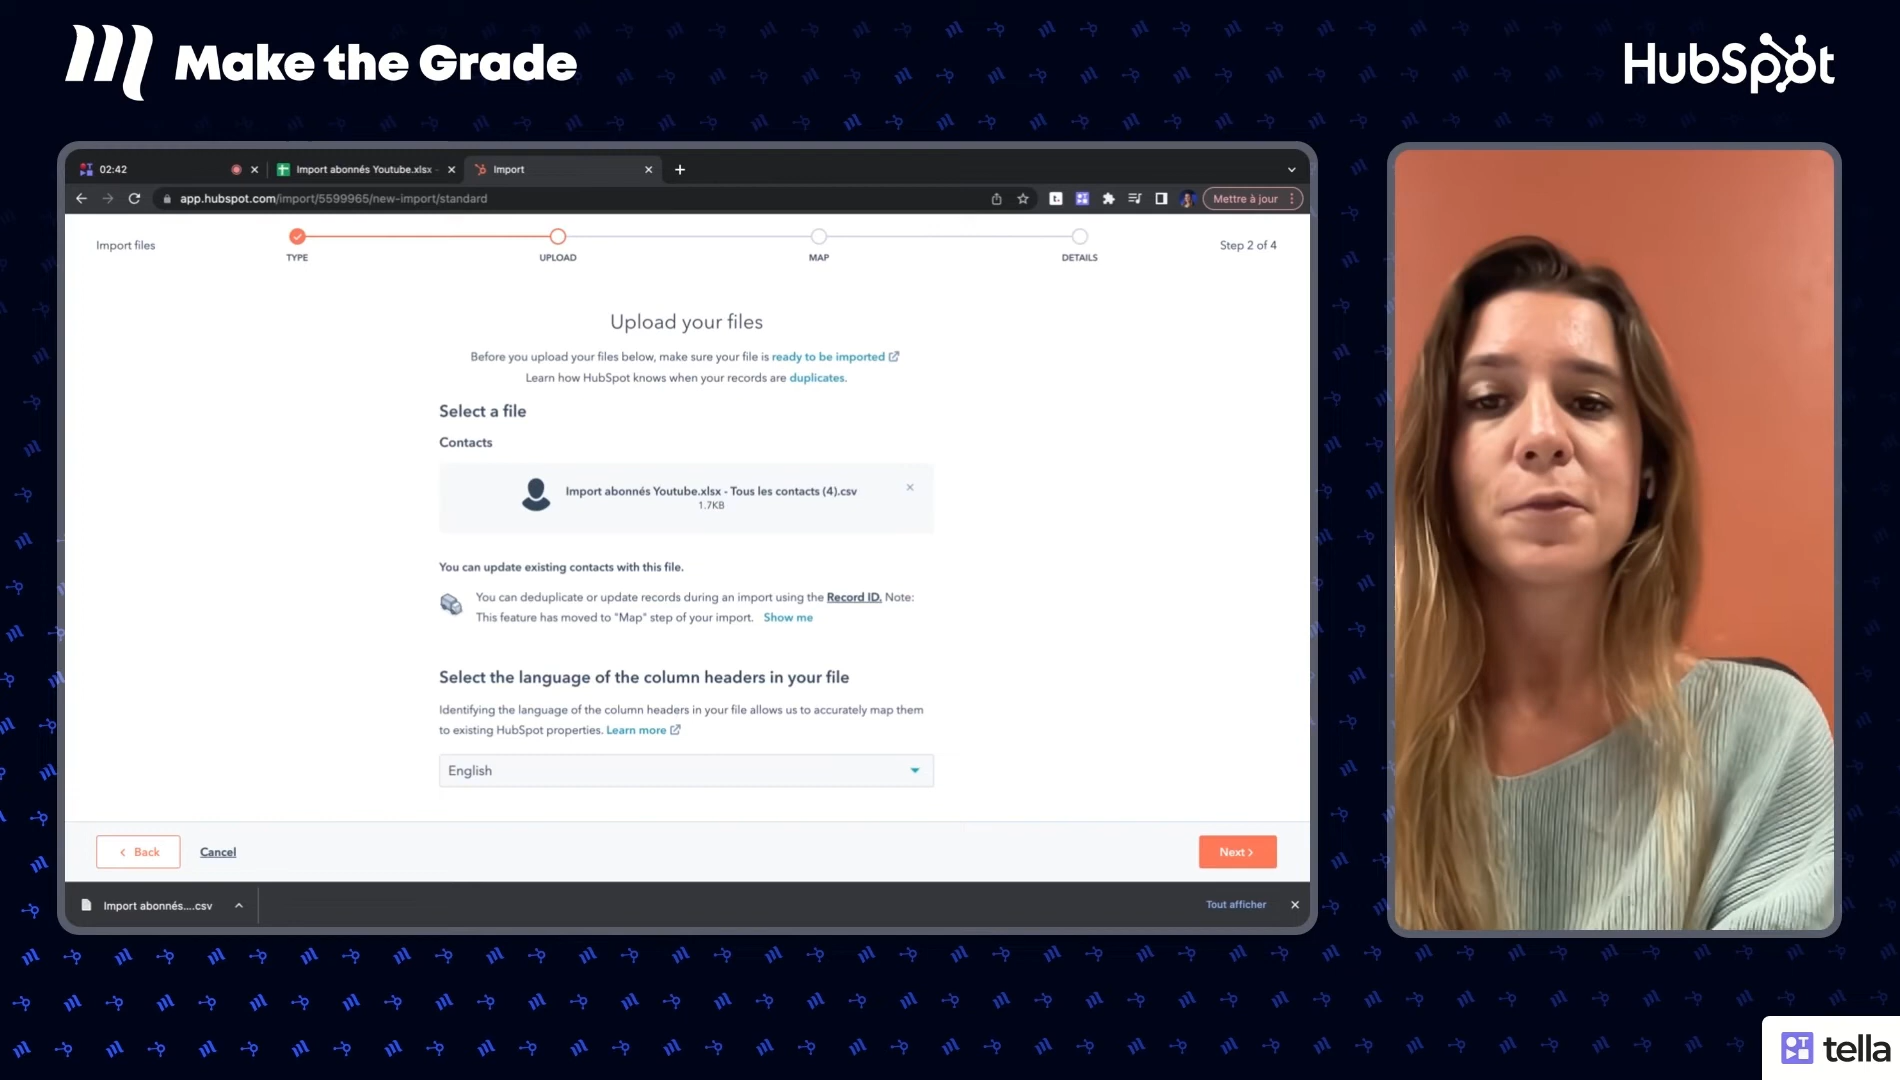 Make the Grade
HubSpot
02:42
Import abonnés Youtube.xlsx -
Import
app.hubspot.com/import/5599965/new-import/standard
Mettre à jour
Import files
TYPE
UPLOAD
MAP
DETAILS
Step 2 of 4
Upload your files
Before you upload your files below, make sure your file is ready to be imported
Learn how HubSpot knows when your records are duplicates.
Select a file
Contacts
Import abonnés Youtube.xlsx - Tous les contacts (4).csv
1.7KB
You can update existing contacts with this file.
You can deduplicate or update records during an import using the Record ID. Note:
This feature has moved to "Map" step of your import. Show me
Select the language of the column headers in your file
Identifying the language of the column headers in your file allows us to accurately map them
to existing HubSpot properties. Learn more
English
Back
Cancel
Next
Import abonnés....csv
Tout afficher
tella